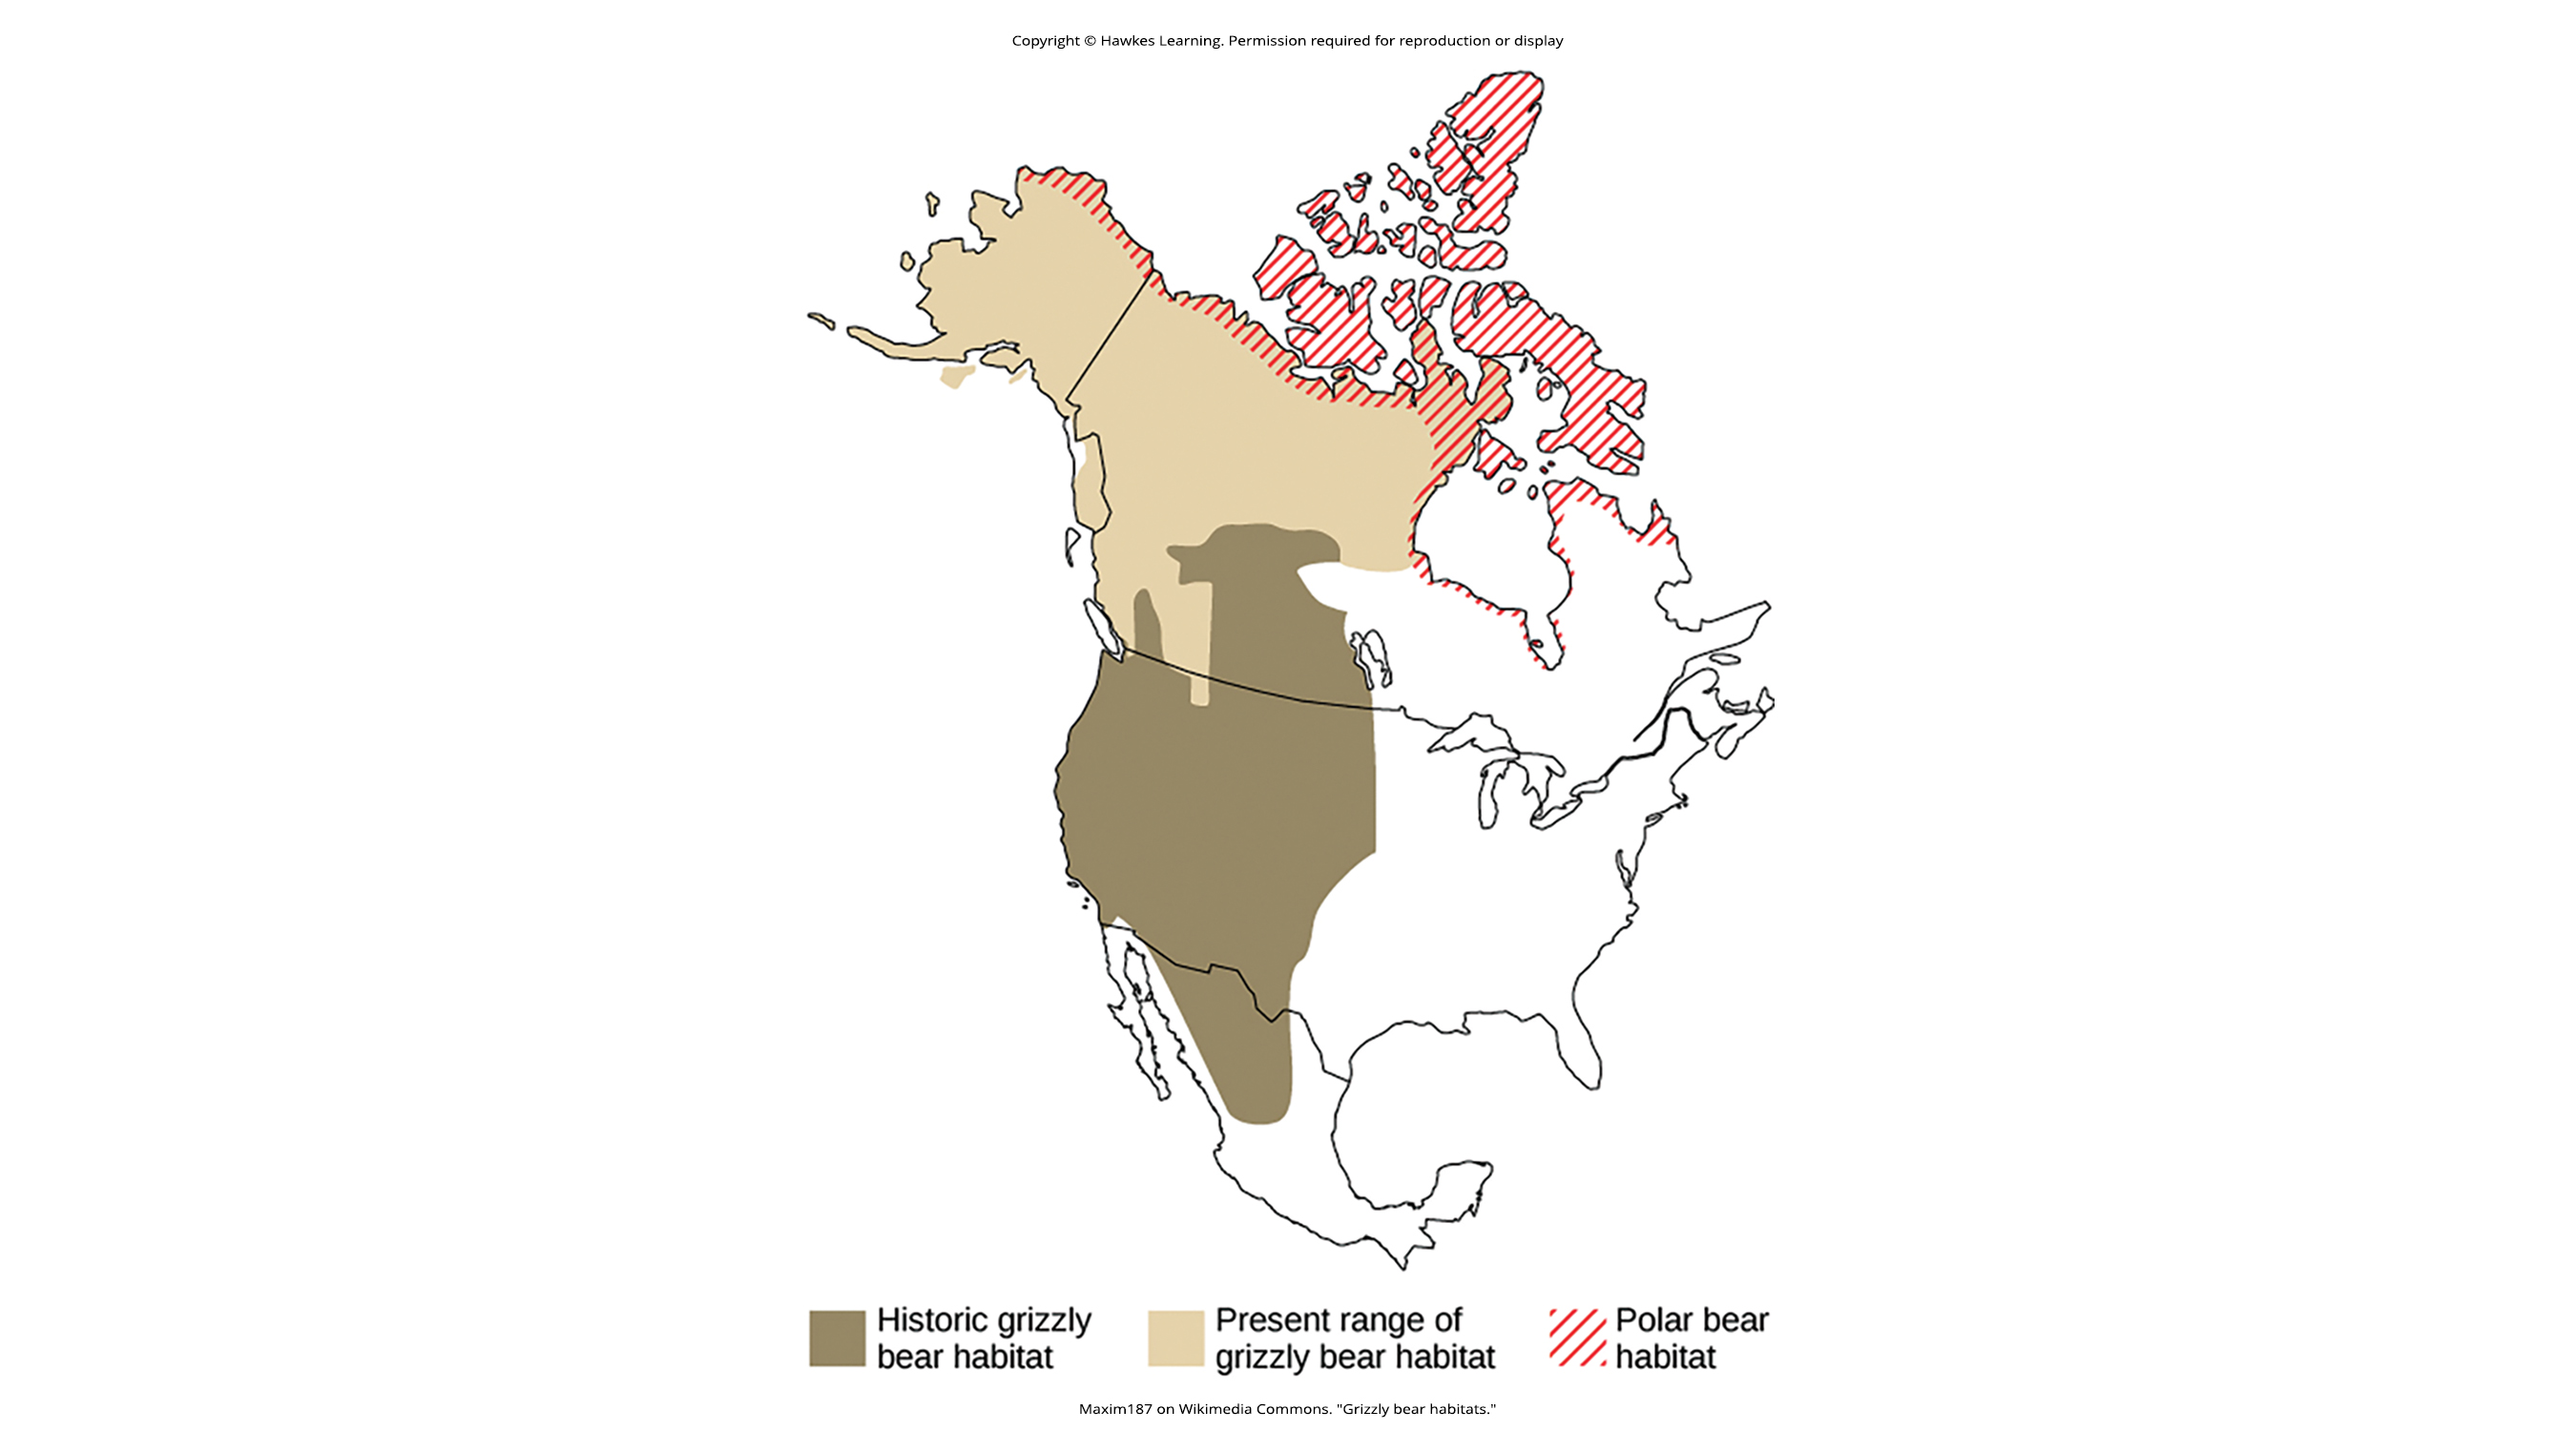 Copyright © Hawkes Learning. Permission required for reproduction or display
Historic grizzly
bear habitat
Present range of
grizzly bear habitat
Polar bear
habitat
Maxim187 on Wikimedia Commons. "Grizzly bear habitats."